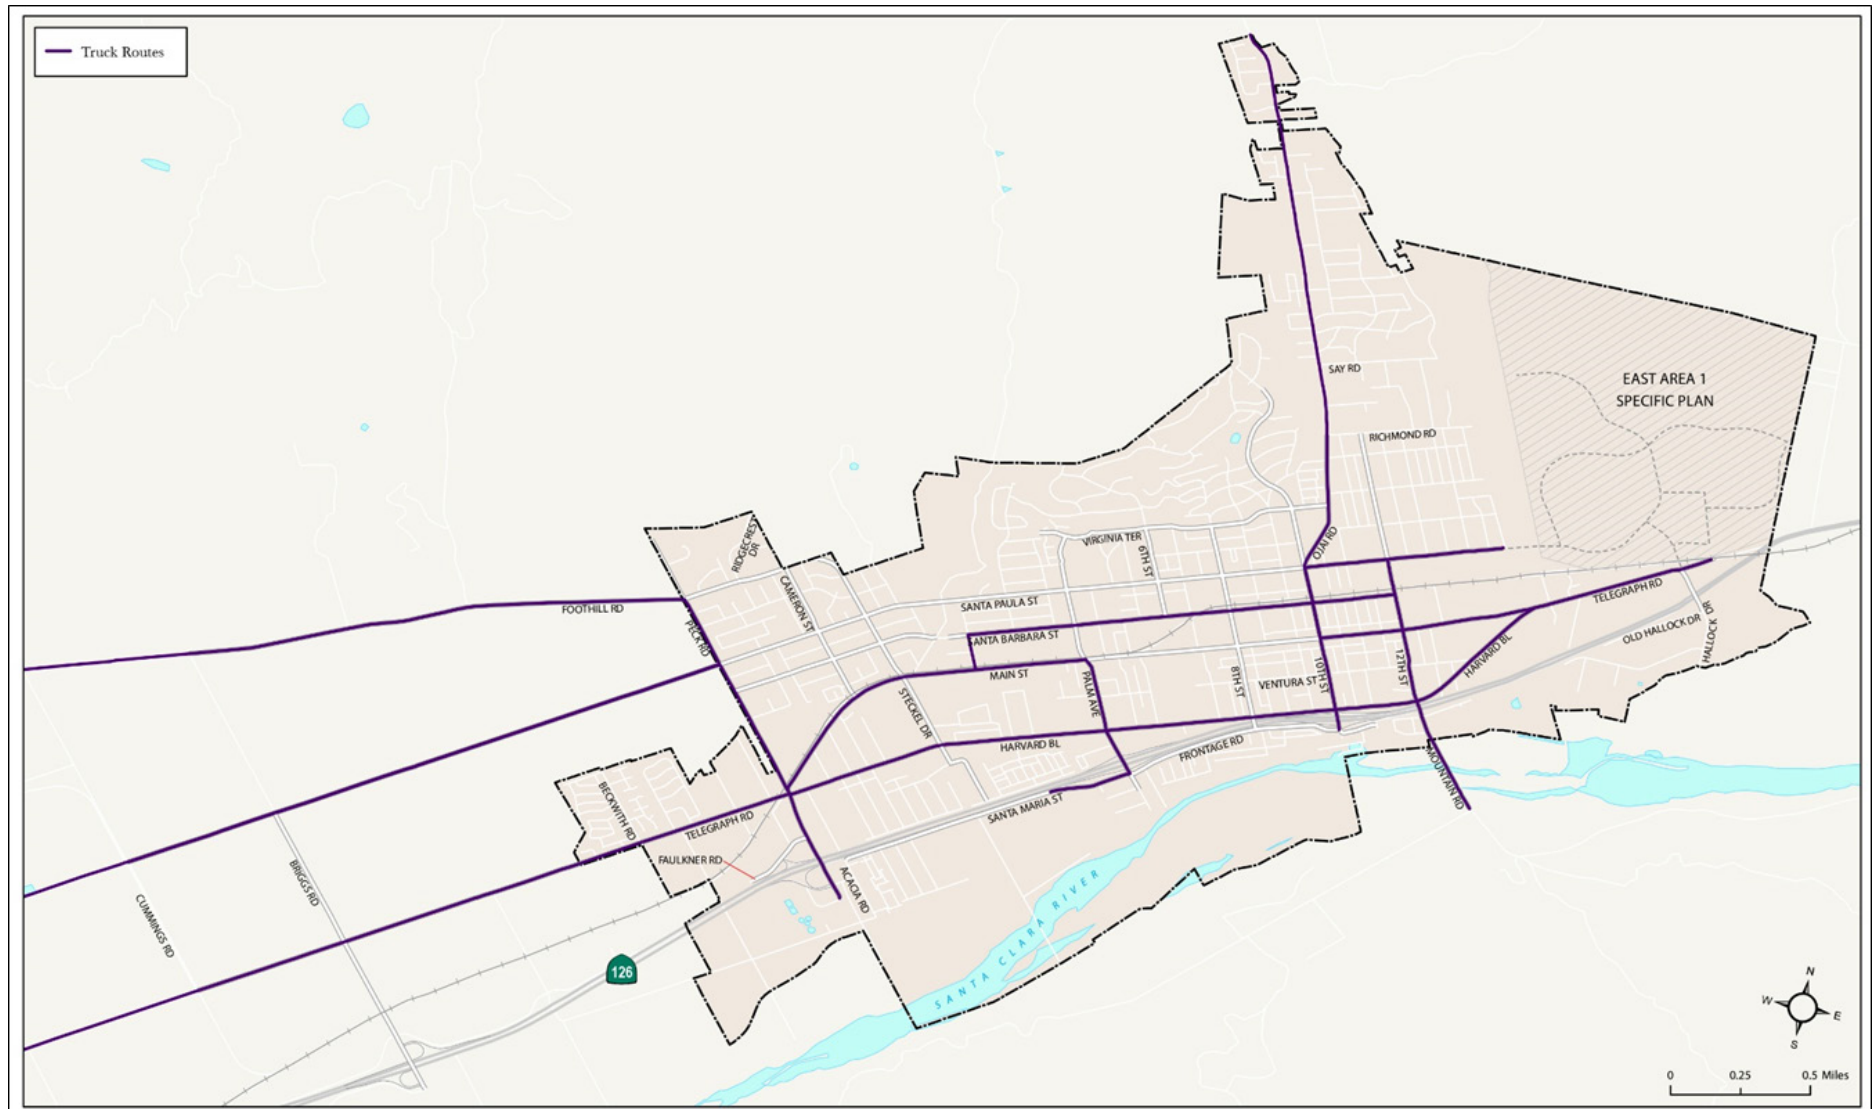 Truck Routes
SAY RD
EAST AREA 1
SPECIFIC PLAN
RICHMOND RD
RIDGECREST
DR
VIRGINIA TER
6TH ST
OJAI RD
CAMERON ST
FOOTHILL RD
PECK RD
SANTA PAULA ST
SANTA BARBARA ST
TELEGRAPH RD
OLD HALLOCK DR
HALLOCK DR
MAIN ST
PALM AVE
8TH ST
VENTURA ST
10TH ST
12TH ST
HARVARD BL
STECKEL DR
HARVARD BL
FRONTAGE RD
MOUNTAIN RD
BECKWITH RD
TELEGRAPH RD
SANTA MARIA ST
FAULKNER RD
ACACIA RD
BRIGGS RD
CUMMINGS RD
SANTA CLARA RIVER
126
N
W
E
S
0 0.25 0.5 Miles